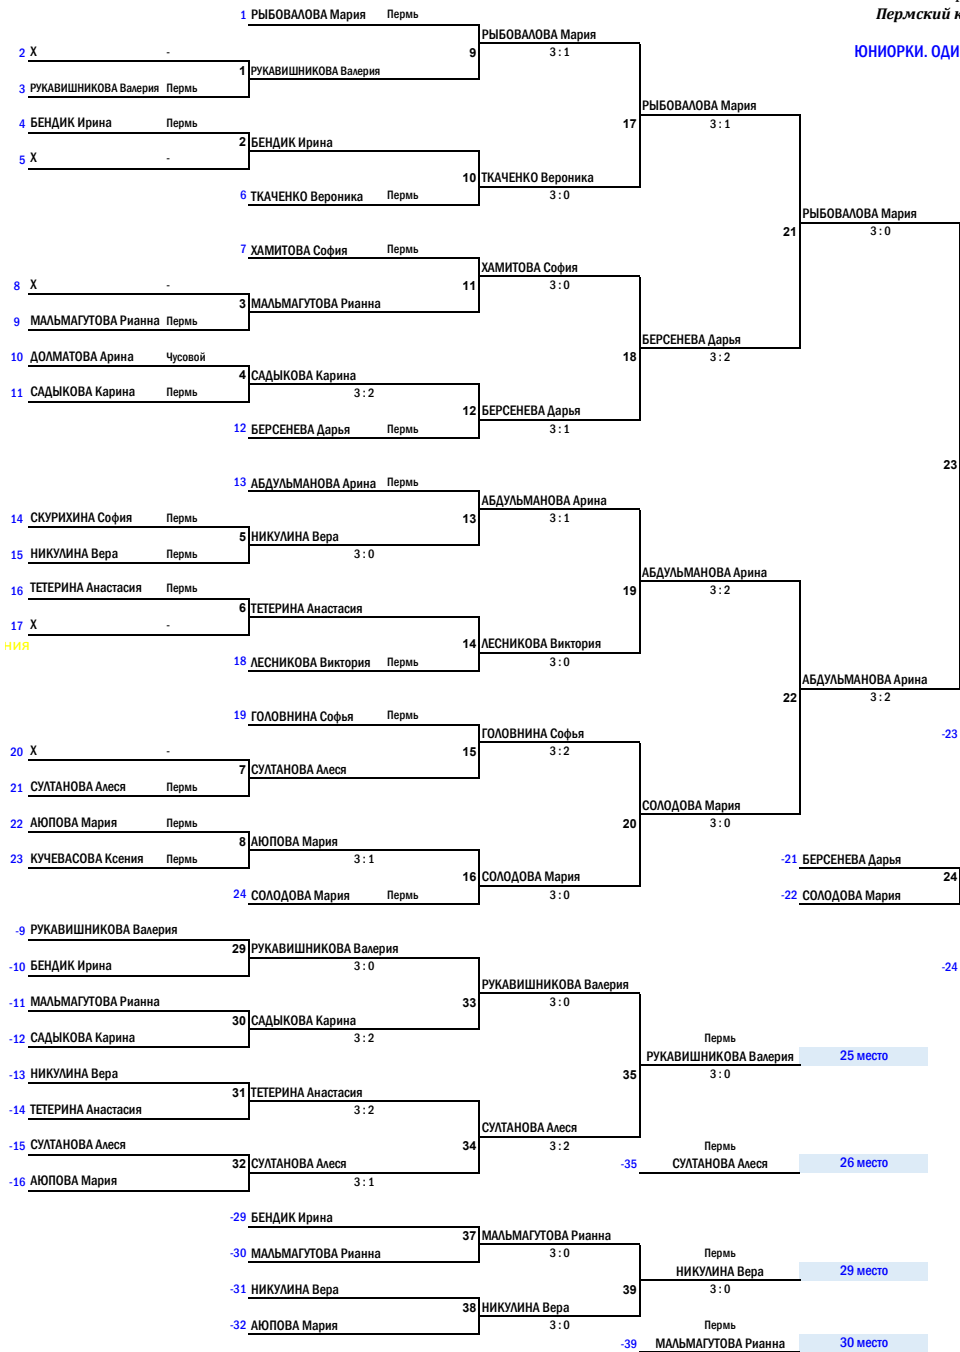 1 РЫБОВАЛОВА Мария Пермь
Пермский к
РЫБОВАЛОВА Мария
2 X -
9
3 : 1
ЮНИОРКИ. ОДИ
1 РУКАВИШНИКОВА Валерия
3 РУКАВИШНИКОВА Валерия Пермь
РЫБОВАЛОВА Мария
4 БЕНДИК Ирина Пермь
17
3 : 1
2 БЕНДИК Ирина
5 X -
10 ТКАЧЕНКО Вероника
6 ТКАЧЕНКО Вероника Пермь
3 : 0
РЫБОВАЛОВА Мария
21
3 : 0
7 ХАМИТОВА София Пермь
ХАМИТОВА София
8 X -
11
3 : 0
3 МАЛЬМАГУТОВА Рианна
9 МАЛЬМАГУТОВА Рианна Пермь
БЕРСЕНЕВА Дарья
10 ДОЛМАТОВА Арина Чусовой
18
3 : 2
4 САДЫКОВА Карина
11 САДЫКОВА Карина Пермь
3 : 2
12 БЕРСЕНЕВА Дарья
12 БЕРСЕНЕВА Дарья Пермь
3 : 1
23
13 АБДУЛЬМАНОВА Арина Пермь
АБДУЛЬМАНОВА Арина
14 СКУРИХИНА София Пермь
13
3 : 1
5 НИКУЛИНА Вера
15 НИКУЛИНА Вера Пермь
3 : 0
АБДУЛЬМАНОВА Арина
16 ТЕТЕРИНА Анастасия Пермь
19
3 : 2
6 ТЕТЕРИНА Анастасия
17 X -
ния
14 ЛЕСНИКОВА Виктория
18 ЛЕСНИКОВА Виктория Пермь
3 : 0
АБДУЛЬМАНОВА Арина
22
3 : 2
19 ГОЛОВНИНА Софья Пермь
ГОЛОВНИНА Софья
-23
20 X -
15
3 : 2
7 СУЛТАНОВА Алеся
21 СУЛТАНОВА Алеся Пермь
СОЛОДОВА Мария
22 АЮПОВА Мария Пермь
20
3 : 0
8 АЮПОВА Мария
23 КУЧЕВАСОВА Ксения Пермь
3 : 1
-21 БЕРСЕНЕВА Дарья
16 СОЛОДОВА Мария
24
24 СОЛОДОВА Мария Пермь
3 : 0
-22 СОЛОДОВА Мария
-9 РУКАВИШНИКОВА Валерия
29 РУКАВИШНИКОВА Валерия
-10 БЕНДИК Ирина
3 : 0
-24
РУКАВИШНИКОВА Валерия
-11 МАЛЬМАГУТОВА Рианна
33
3 : 0
30 САДЫКОВА Карина
-12 САДЫКОВА Карина
3 : 2
Пермь
РУКАВИШНИКОВА Валерия 25 место
-13 НИКУЛИНА Вера
35
3 : 0
31 ТЕТЕРИНА Анастасия
-14 ТЕТЕРИНА Анастасия
3 : 2
СУЛТАНОВА Алеся
-15 СУЛТАНОВА Алеся
34
3 : 2
Пермь
32 СУЛТАНОВА Алеся
-35 СУЛТАНОВА Алеся 26 место
-16 АЮПОВА Мария
3 : 1
-29 БЕНДИК Ирина
37 МАЛЬМАГУТОВА Рианна
-30 МАЛЬМАГУТОВА Рианна
3 : 0
Пермь
НИКУЛИНА Вера 29 место
-31 НИКУЛИНА Вера
39
3 : 0
38 НИКУЛИНА Вера
-32 АЮПОВА Мария
3 : 0
Пермь
-39 МАЛЬМАГУТОВА Рианна 30 место